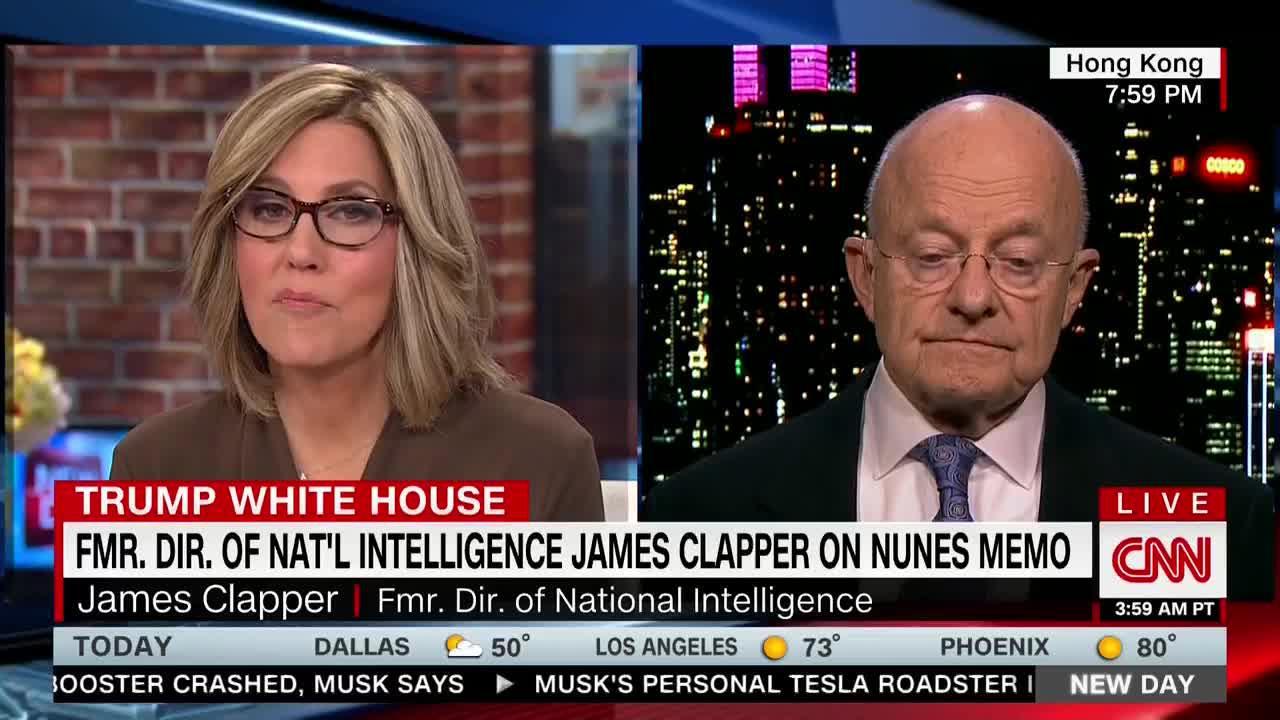 Hong Kong
7:59 PM
COSCO
TRUMP WHITE HOUSE
FMR. DIR. OF NAT'L INTELLIGENCE JAMES CLAPPER ON NUNES MEMO
James Clapper | Fmr. Dir. of National Intelligence
LIVE
CNN
3:59 AM PT
TODAY DALLAS 50° LOS ANGELES 73° PHOENIX 80°
BOOSTER CRASHED, MUSK SAYS MUSK'S PERSONAL TESLA ROADSTER
NEW DAY